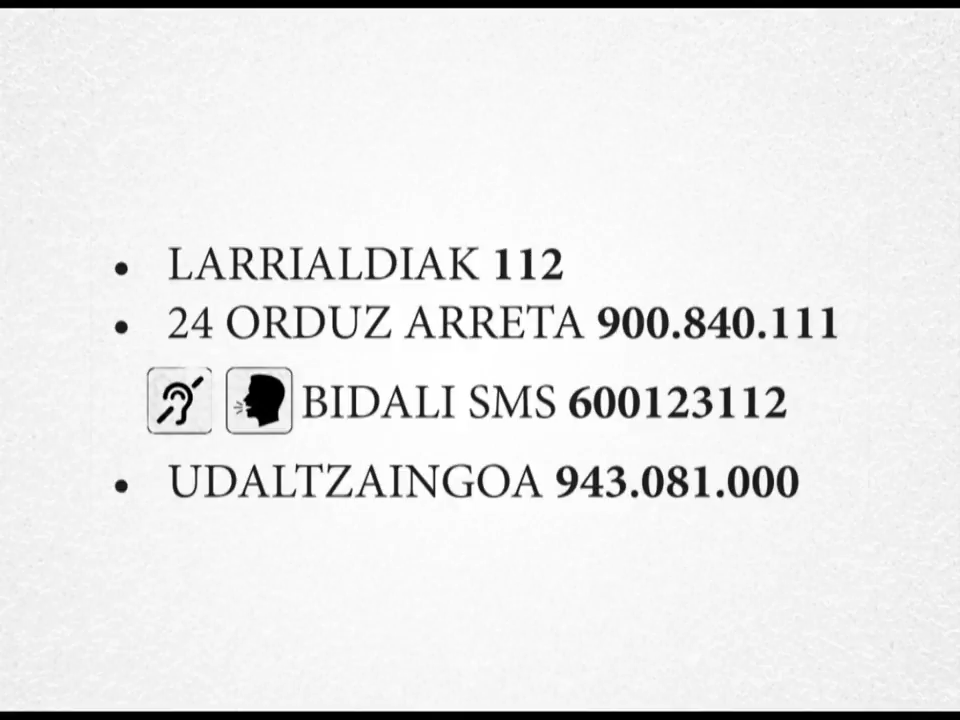 • LARRIALDIAK 112
• 24 ORDUZ ARRETA 900.840.111
BIDALI SMS 600123112
• UDALTZAINGOA 943.081.000